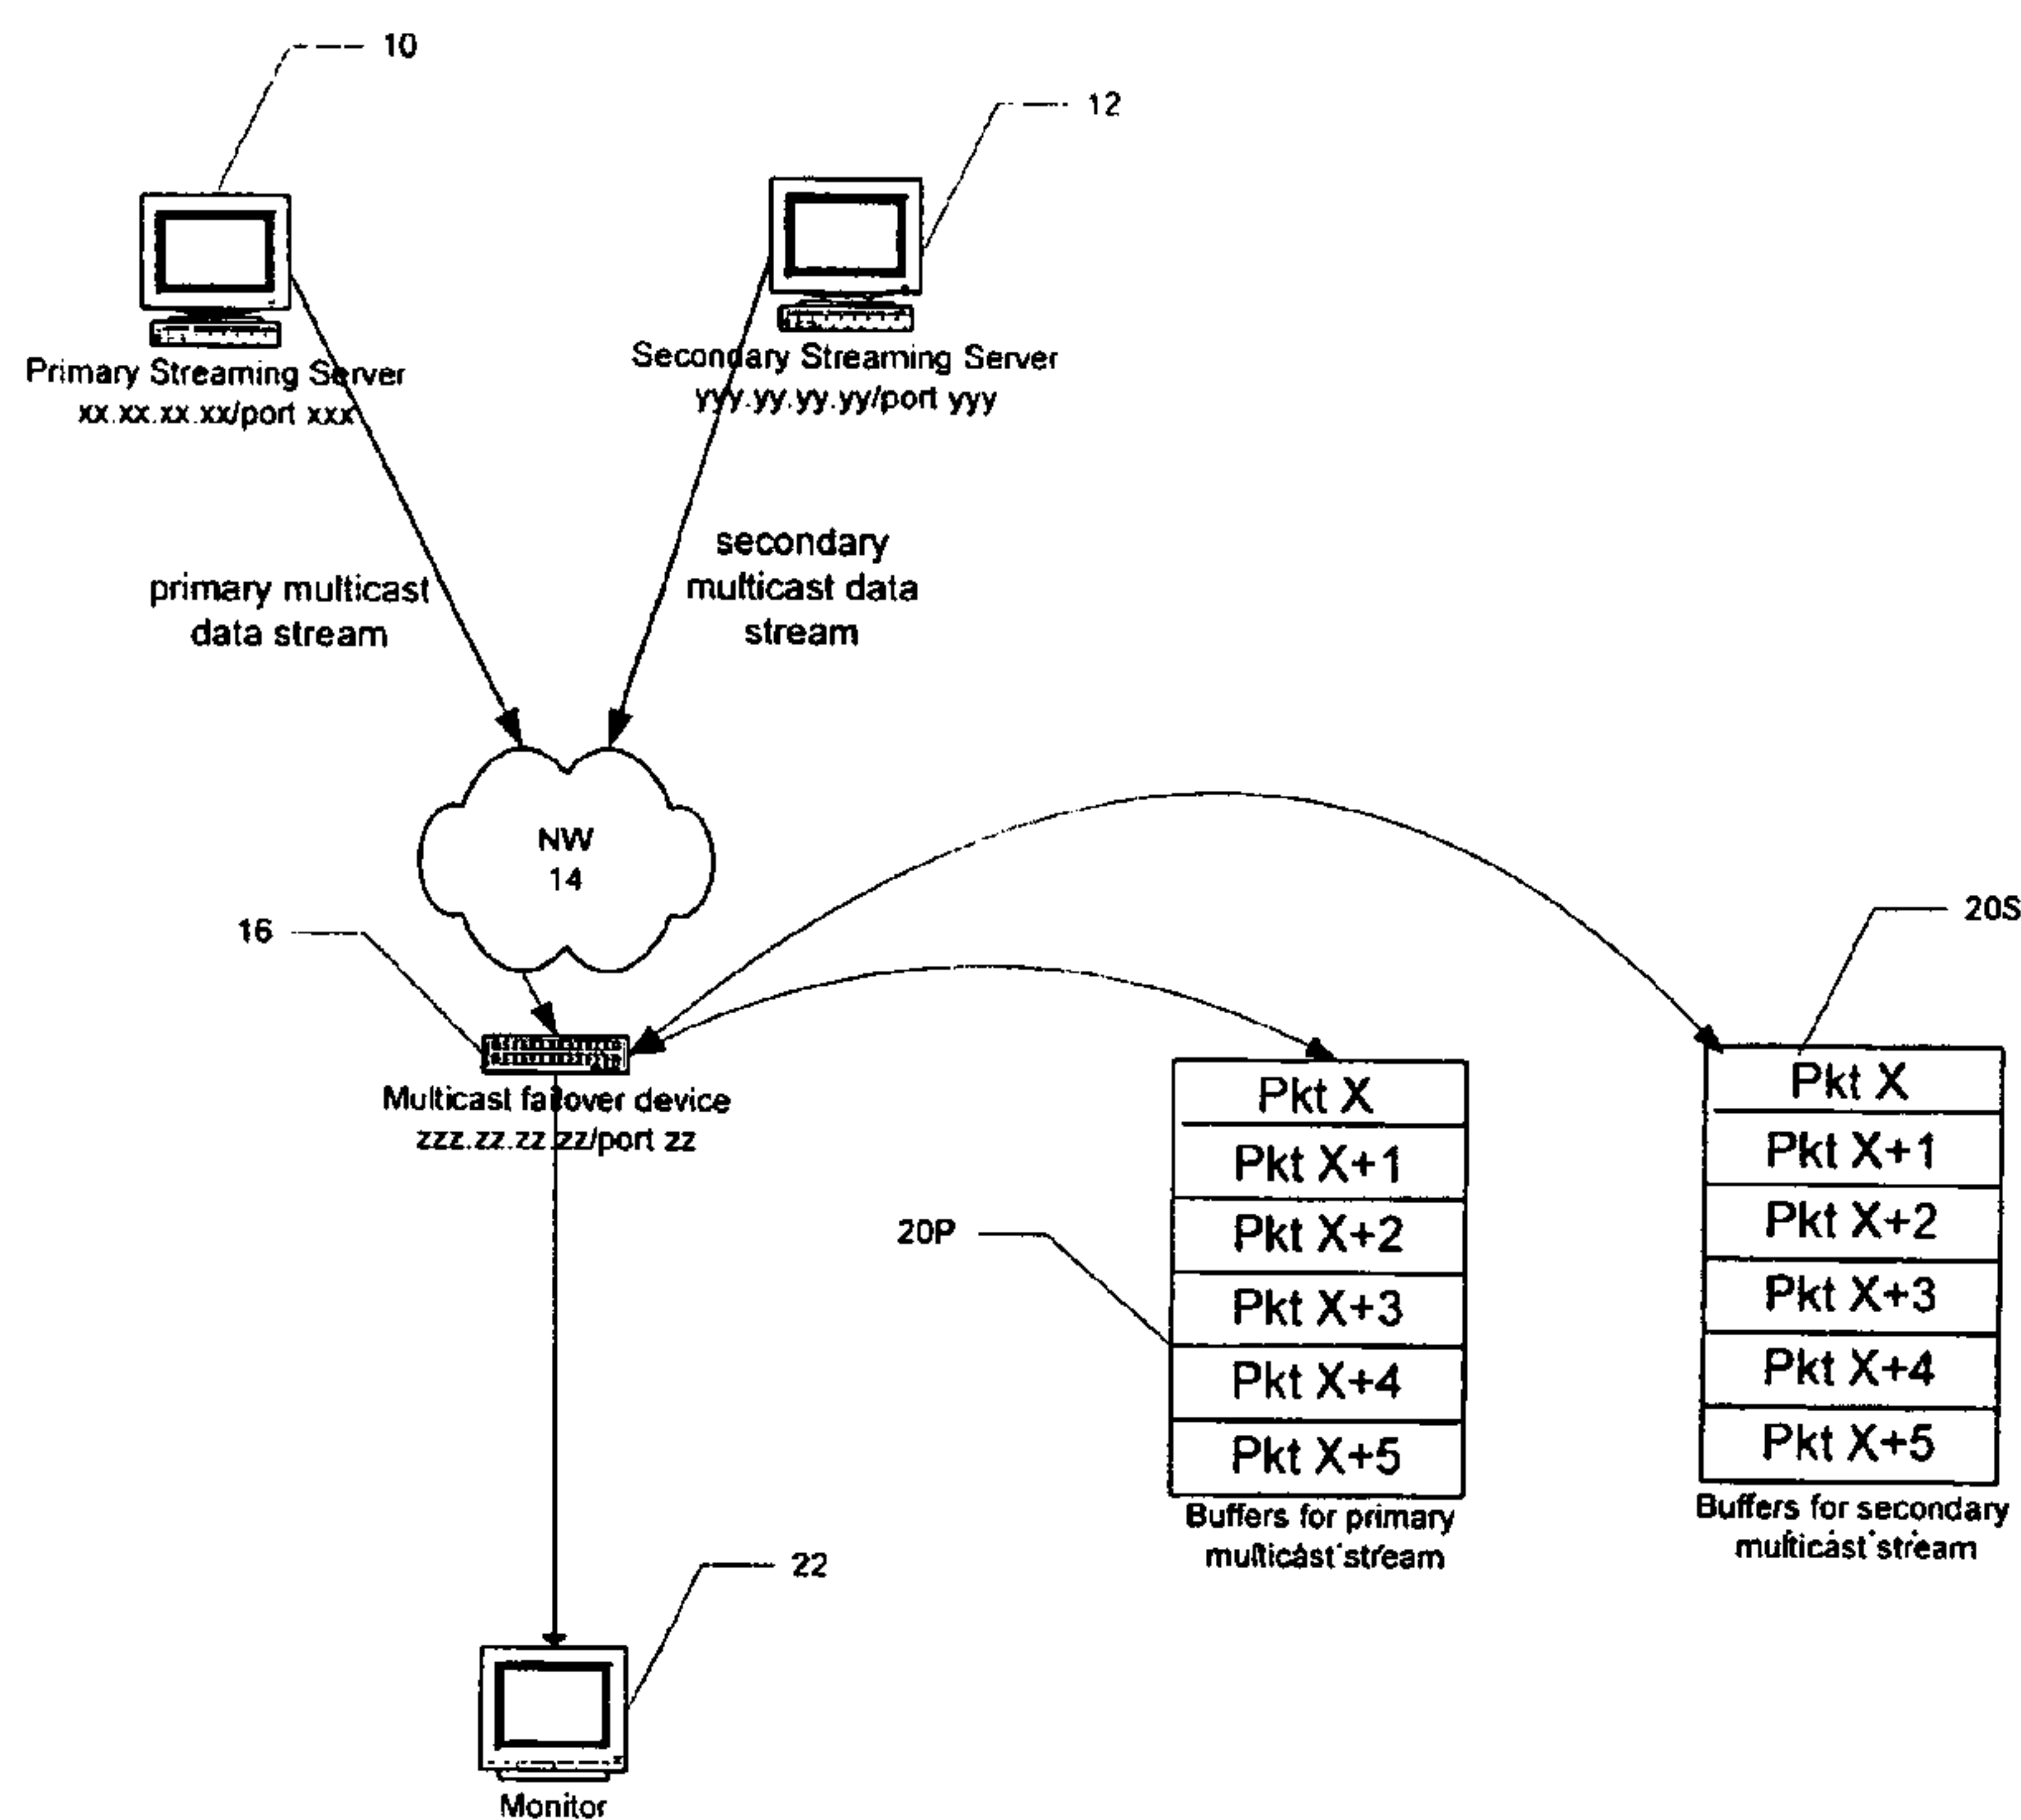 10
12
Primary Streaming Server
xx.xx.xx.xx/port xxx
Secondary Streaming Server
yyy.yy.yy.yy/port yyy
primary multicast
data stream
secondary
multicast data
stream
NW
14
16
Multicast failover device
zzz.zz.zz.zz/port zz
20S
20P
Pkt X
Pkt X+1
Pkt X+2
Pkt X+3
Pkt X+4
Pkt X+5
Buffers for primary
multicast stream
Pkt X
Pkt X+1
Pkt X+2
Pkt X+3
Pkt X+4
Pkt X+5
Buffers for secondary
multicast stream
22
Monitor